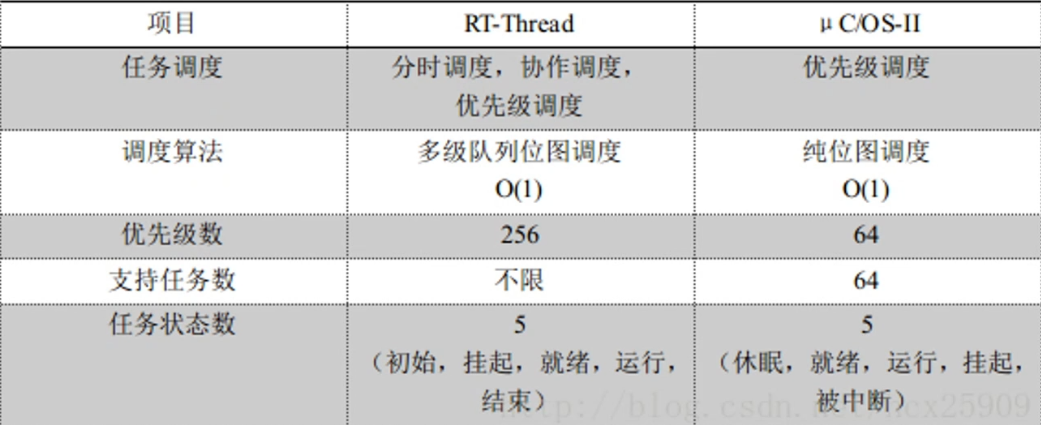 项目 RT-Thread μC/OS-II
任务调度 分时调度，协作调度， 优先级调度
优先级调度
调度算法 多级队列位图调度 纯位图调度
O(1) O(1)
优先级数 256 64
支持任务数 不限 64
任务状态数 5 5
（初始，挂起，就绪，运行， （休眠，就绪，运行，挂起，
结束） 被中断）
http://blog.csdn.net/hcx25909